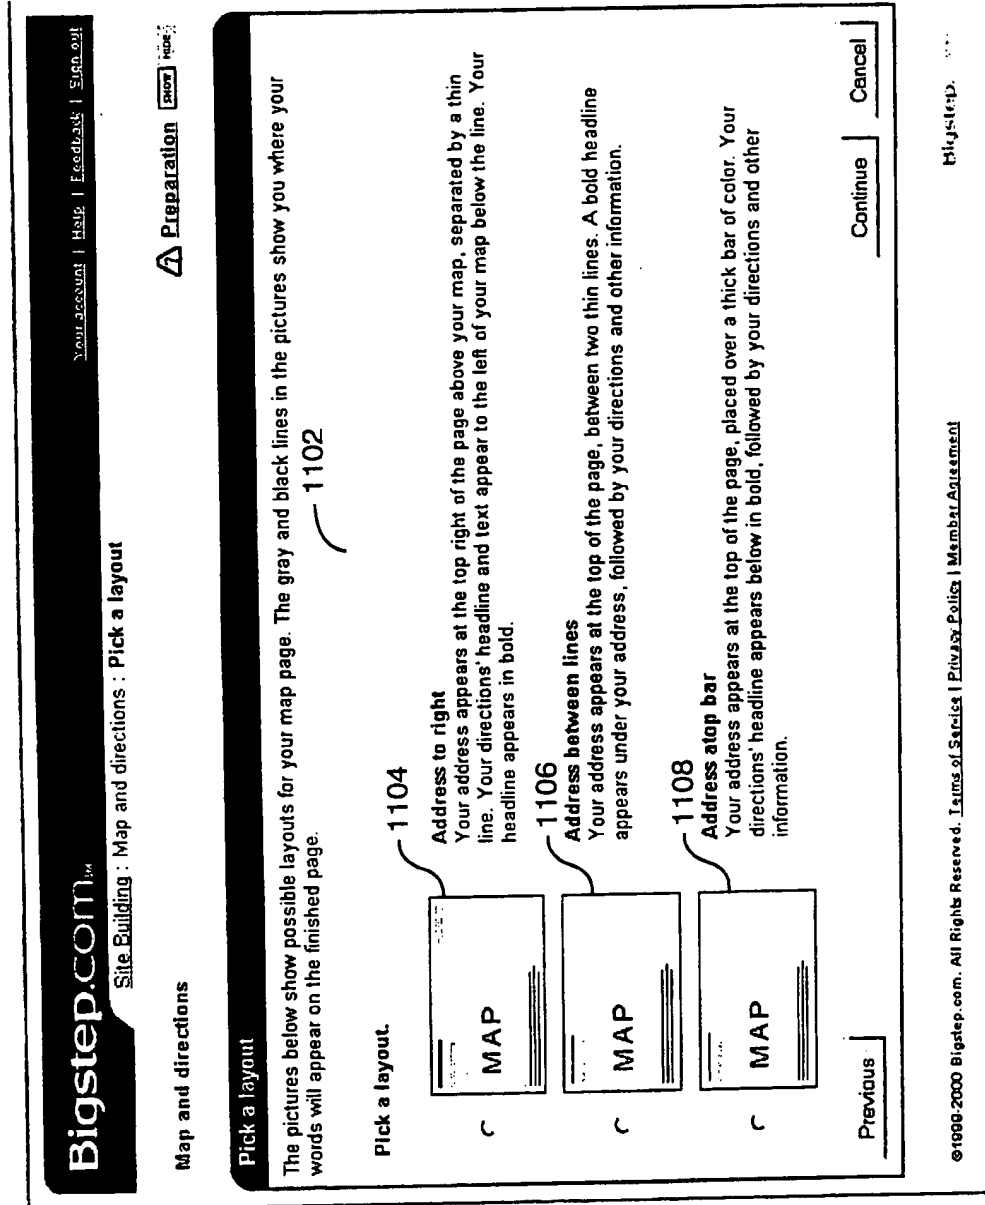 Bigstep.com
Your account | Help | Feedback | Sign out
Site Building : Map and directions : Pick a layout
Map and directions
Preparation SHOW HIDE
Pick a layout
The pictures below show possible layouts for your map page. The gray and black lines in the pictures show you where your
words will appear on the finished page.
1102
Pick a layout.
1104
MAP
Address to right
Your address appears at the top right of the page above your map, separated by a thin
line. Your directions' headline and text appear to the left of your map below the line. Your
headline appears in bold.
1106
MAP
Address between lines
Your address appears at the top of the page, between two thin lines. A bold headline
appears under your address, followed by your directions and other information.
1108
MAP
Address atop bar
Your address appears at the top of the page, placed over a thick bar of color. Your
directions' headline appears below in bold, followed by your directions and other
information.
Previous
Continue
Cancel
©1999-2000 Bigstep.com. All Rights Reserved. Terms of Service | Privacy Policy | Member Agreement
Bigstep.